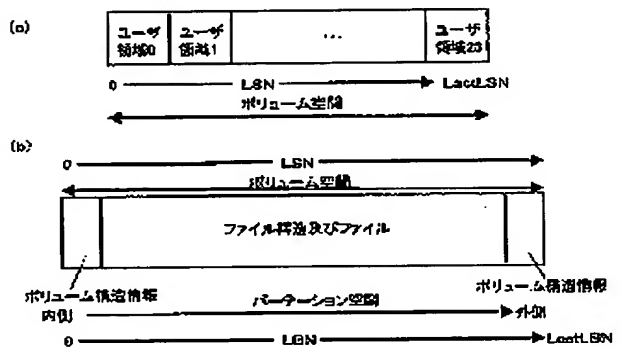 (a)
ユーザ 領域0
ユーザ 領域1
...
ユーザ 領域23
0 LSN LastLSN
ボリューム空間
(b)
0 LSN
ボリューム空間
ファイル構造及びファイル
ボリューム構造情報
ボリューム構造情報
内側
パーテーション空間
外側
0 LBN LastLBN